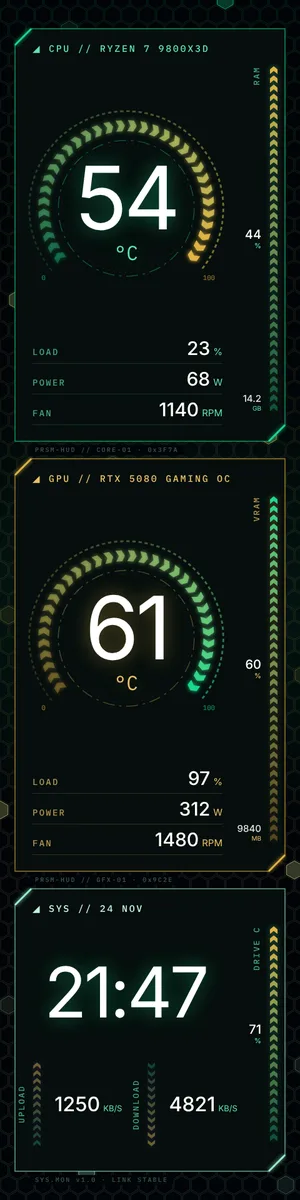 CPU // RYZEN 7 9800X3D
RAM
54
°C
0 100
44
%
LOAD 23 %
POWER 68 W
FAN 1140 RPM
14.2
GB
PRSM-HUD // CORE-01 · 0x3F7A
GPU // RTX 5080 GAMING OC
VRAM
61
°C
0 100
60
%
LOAD 97 %
POWER 312 W
FAN 1480 RPM
9840
MB
PRSM-HUD // GFX-01 · 0x9C2E
SYS // 24 NOV
DRIVE C
21:47
71
%
UPLOAD 1250 KB/S
DOWNLOAD 4821 KB/S
SYS.MON v1.0 · LINK STABLE